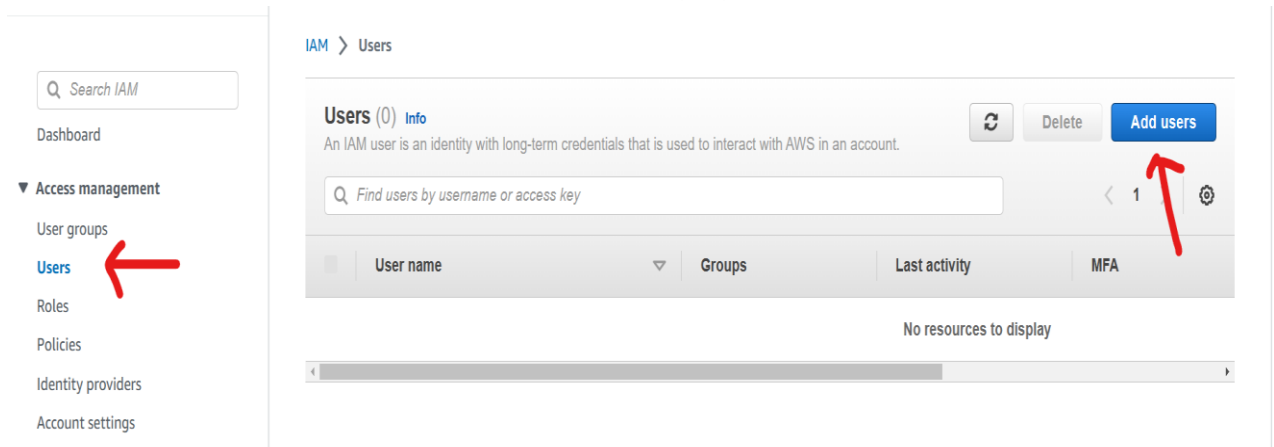 Search IAM
Dashboard
Access management
User groups
Users
Roles
Policies
Identity providers
Account settings
IAM > Users
Users (0) Info
An IAM user is an identity with long-term credentials that is used to interact with AWS in an account.
Delete
Add users
Find users by username or access key
1
User name
Groups
Last activity
MFA
No resources to display